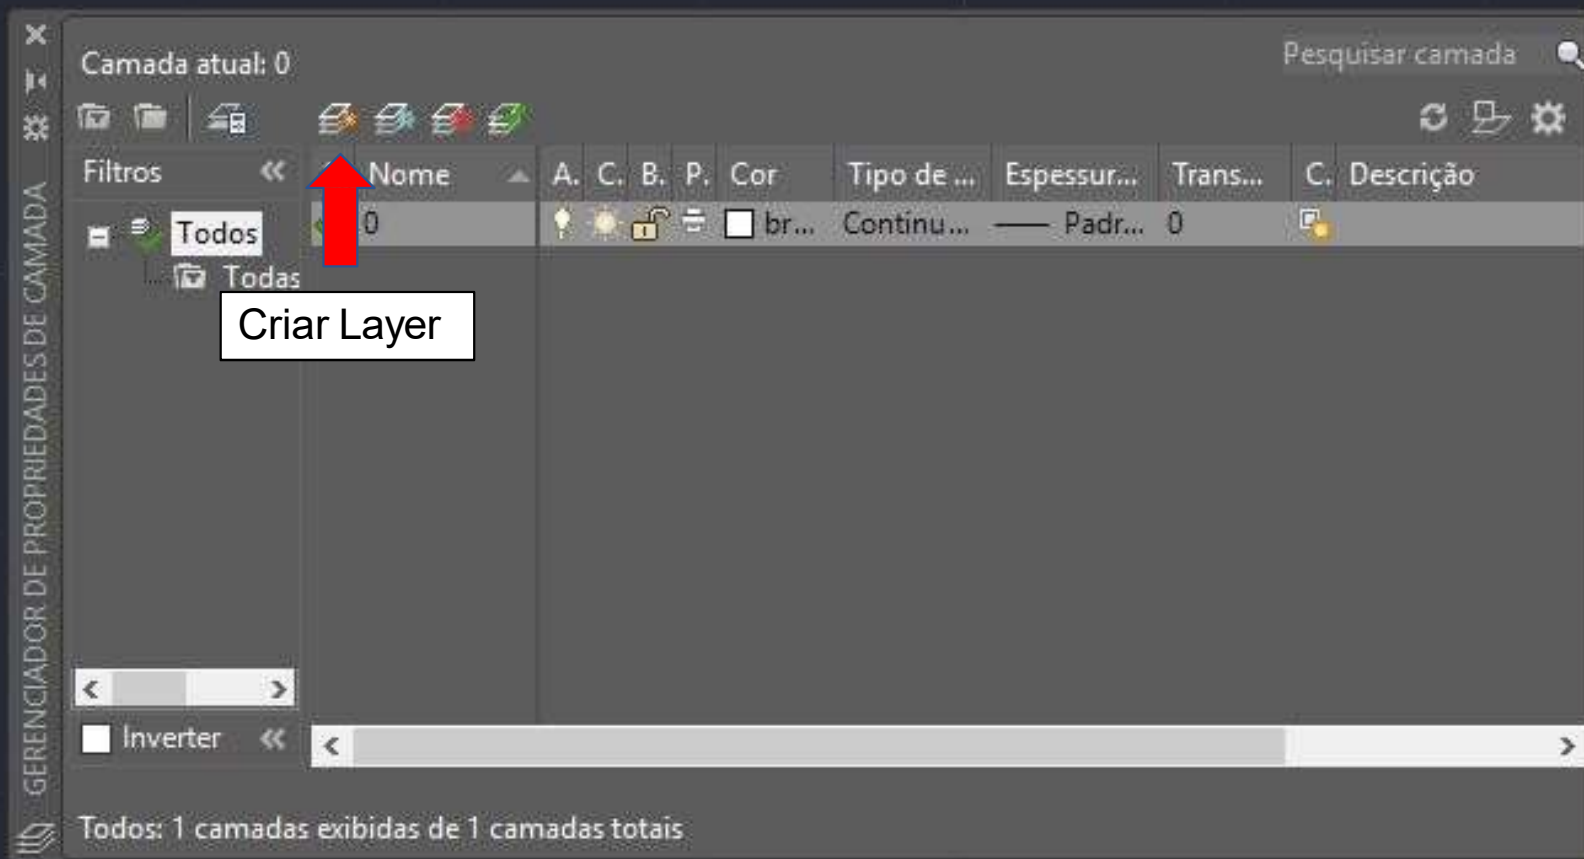 Camada atual: 0
Pesquisar camada
Filtros
Nome
A. C. B. P. Cor Tipo de ... Espessur... Trans... C. Descrição
Todos
0 br... Continu... Padr... 0
Todas
Criar Layer
Inverter
Todos: 1 camadas exibidas de 1 camadas totais
GERENCIADOR DE PROPRIEDADES DE CAMADA